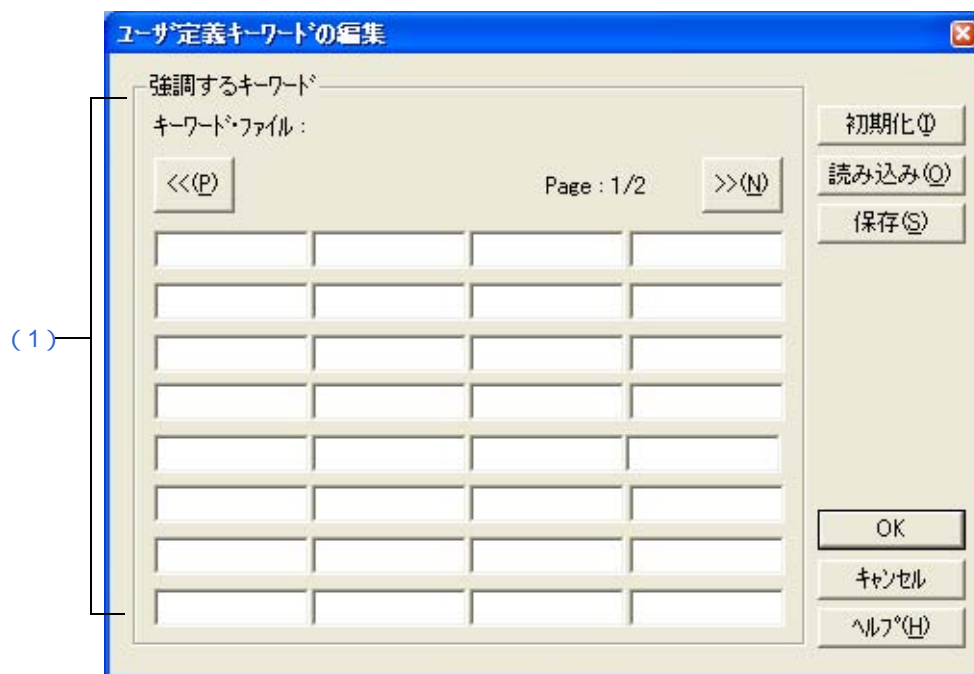 ユーザ定義キーワードの編集
強調するキーワード
キーワード・ファイル :
<<(P)
Page : 1/2
>>(N)
初期化(I)
読み込み(O)
保存(S)
(1)
OK
キャンセル
ヘルプ(H)